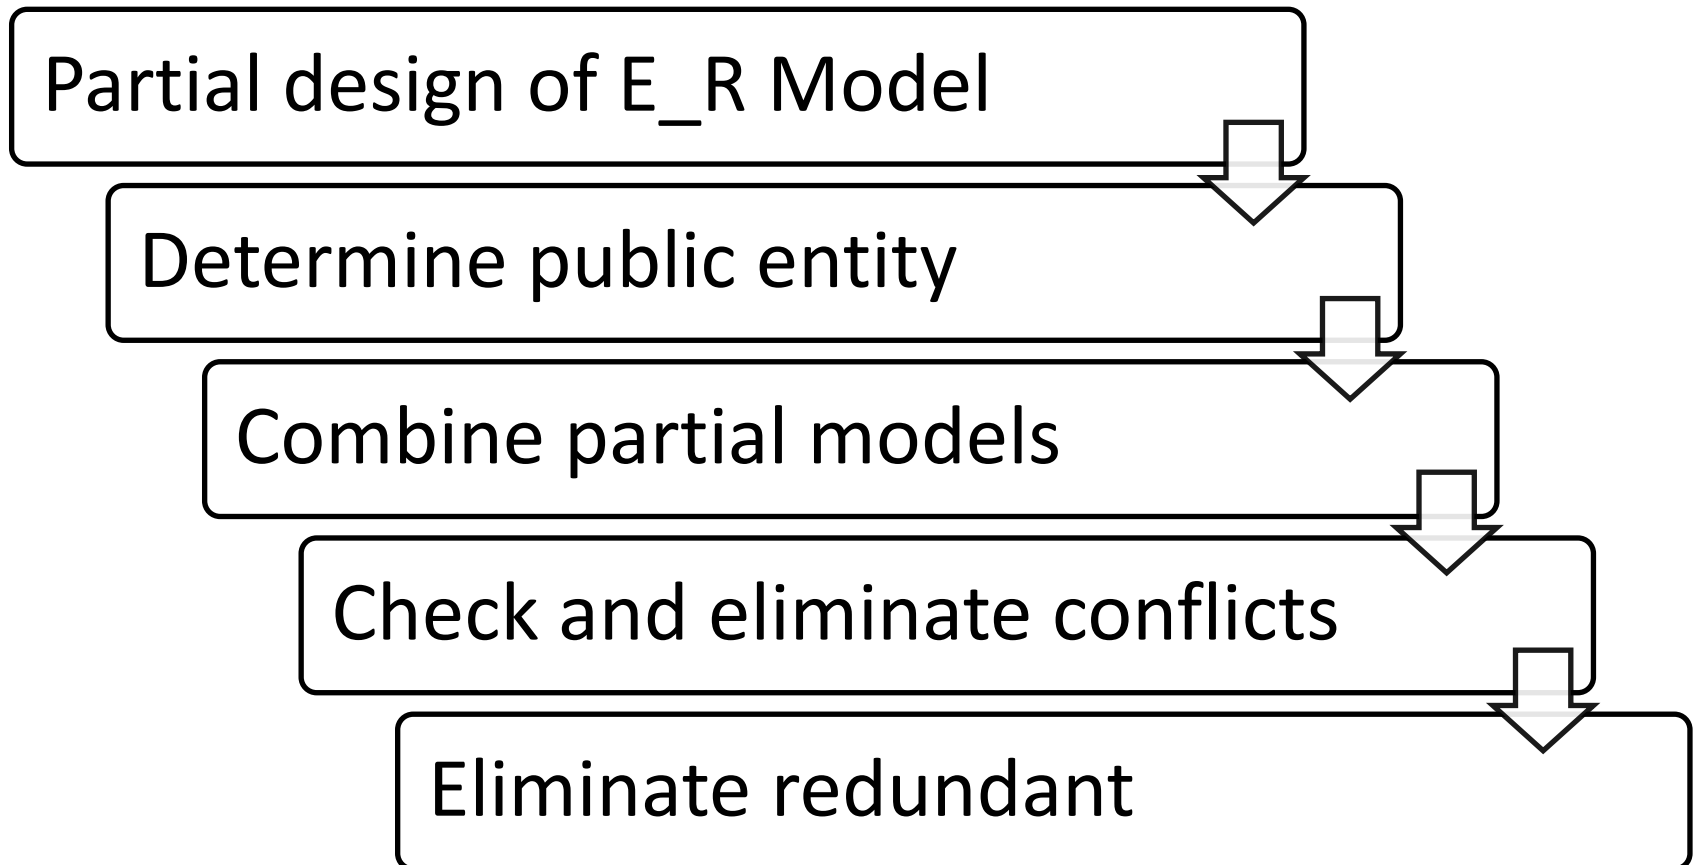 Partial design of E_R Model
Determine public entity
Combine partial models
Check and eliminate conflicts
Eliminate redundant